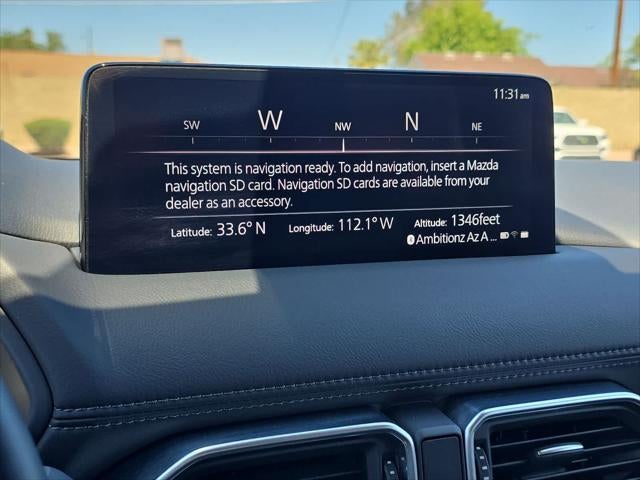 11:31 am
SW W NW N NE
This system is navigation ready. To add navigation, insert a Mazda
navigation SD card. Navigation SD cards are available from your
dealer as an accessory.
Latitude: 33.6° N Longitude: 112.1° W Altitude: 1346feet
Ambitionz Az A ...